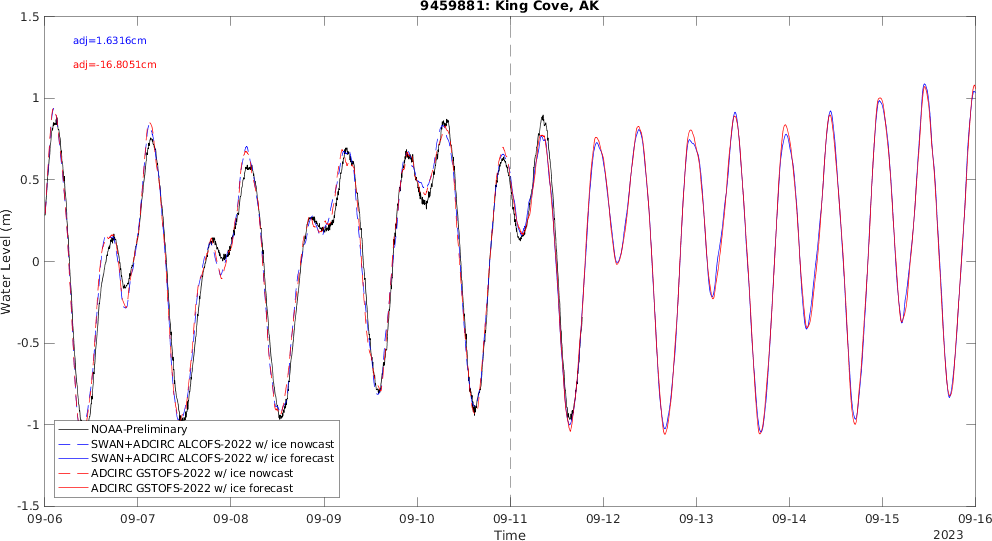 9459881: King Cove, AK
adj=1.6316cm
adj=-16.8051cm
1.5
1
0.5
0
-0.5
-1
-1.5
Water Level (m)
NOAA-Preliminary
SWAN+ADCIRC ALCOFS-2022 w/ ice nowcast
SWAN+ADCIRC ALCOFS-2022 w/ ice forecast
ADCIRC GSTOFS-2022 w/ ice nowcast
ADCIRC GSTOFS-2022 w/ ice forecast
09-06 09-07 09-08 09-09 09-10 09-11 09-12 09-13 09-14 09-15 09-16
Time
2023